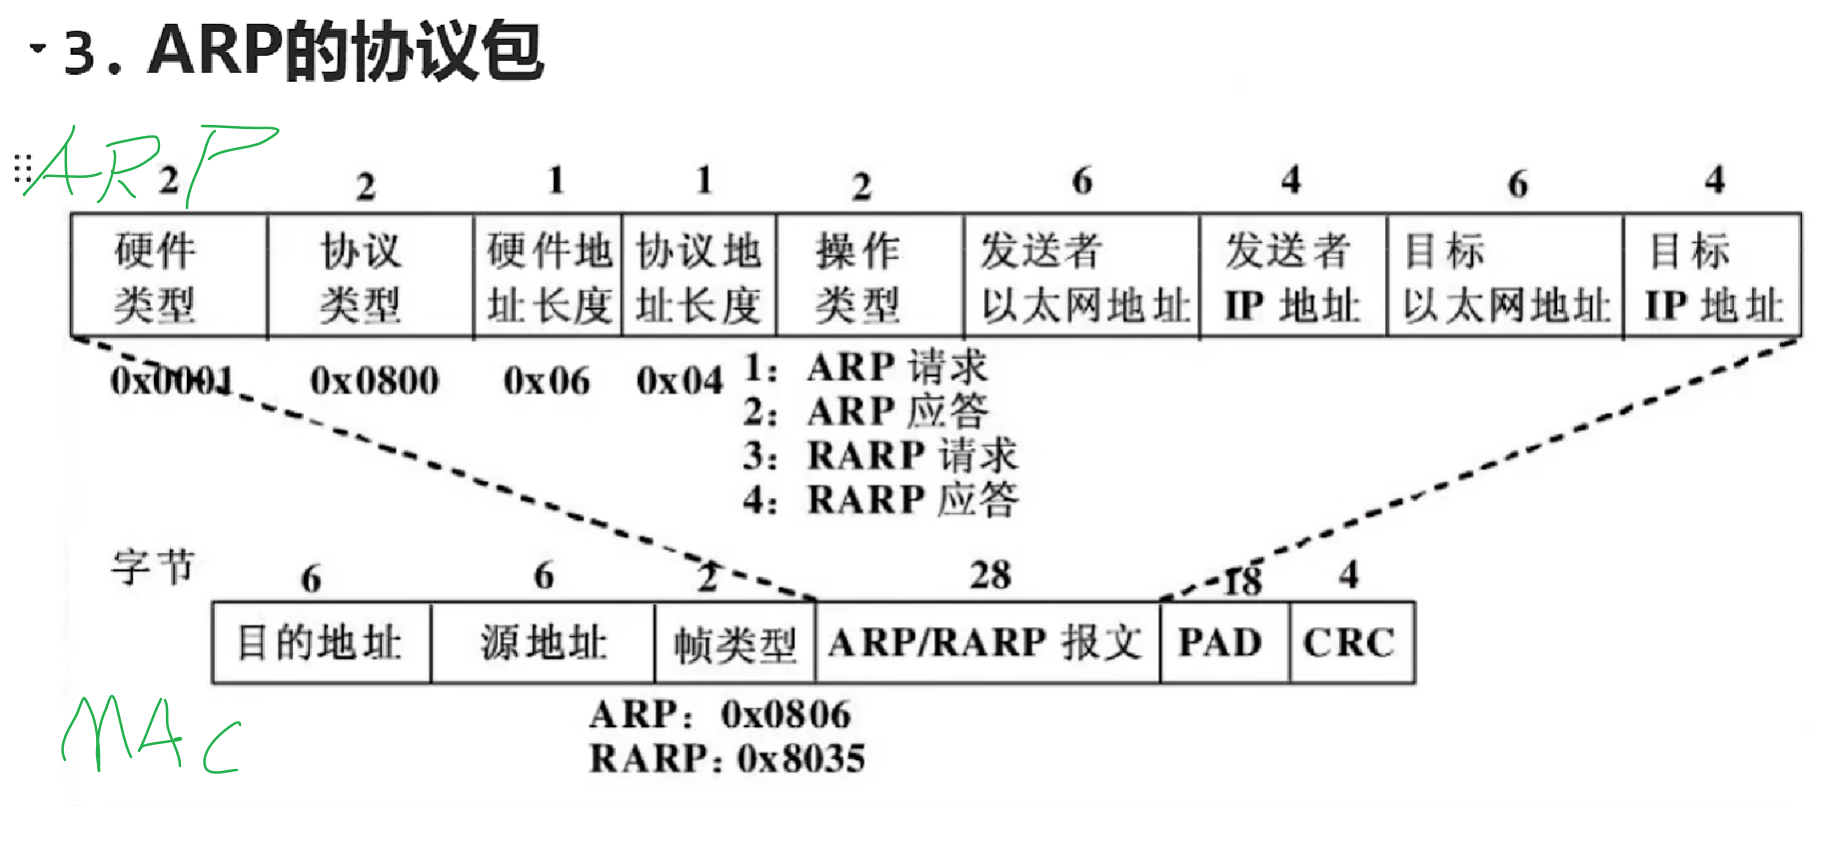 3. ARP的协议包
ARP
2 2 1 1 2 6 4 6 4
硬件类型 协议类型 硬件地址长度 协议地址长度 操作类型 发送者以太网地址 发送者IP 地址 目标以太网地址 目标IP 地址
0x0001 0x0800 0x06 0x04
1: ARP 请求
2: ARP 应答
3: RARP 请求
4: RARP 应答
字节 6 6 2 28 18 4
目的地址 源地址 帧类型 ARP/RARP 报文 PAD CRC
MAC
ARP: 0x0806
RARP: 0x8035